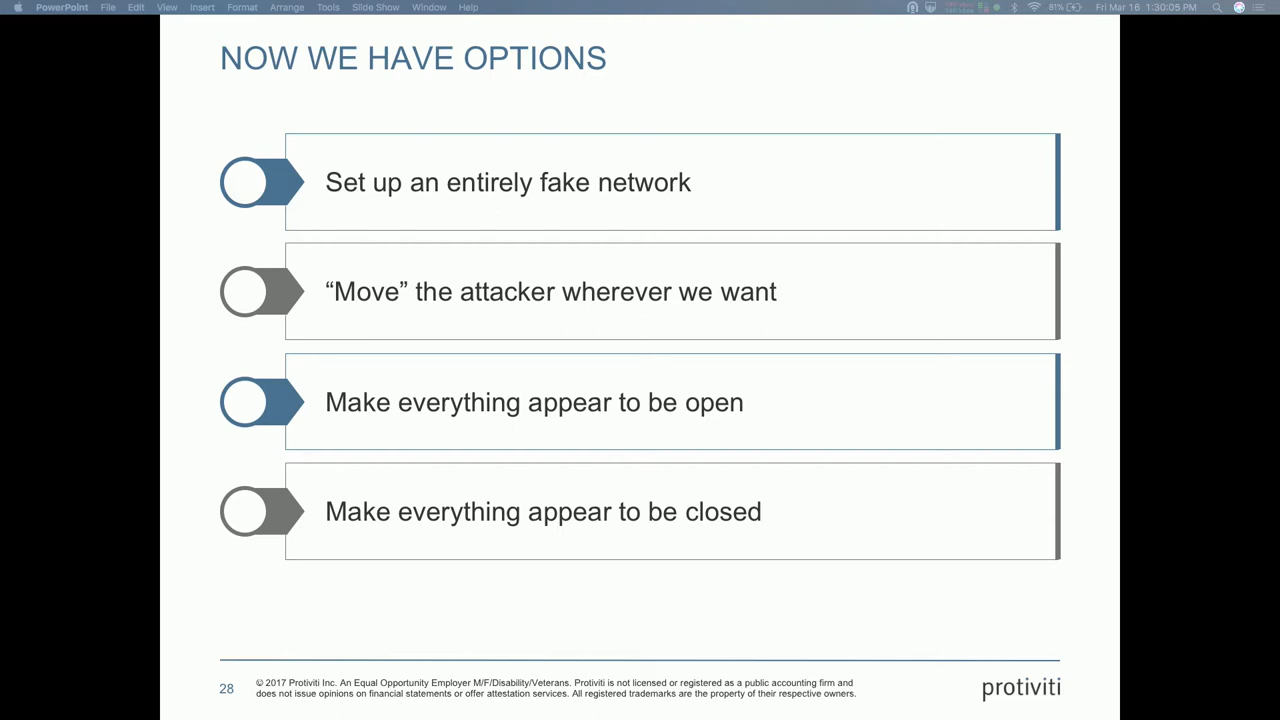 PowerPoint File Edit View Insert Format Arrange Tools Slide Show Window Help 81% Fri Mar 16 1:30:05 PM
NOW WE HAVE OPTIONS
Set up an entirely fake network
“Move” the attacker wherever we want
Make everything appear to be open
Make everything appear to be closed
28
© 2017 Protiviti Inc. An Equal Opportunity Employer M/F/Disability/Veterans. Protiviti is not licensed or registered as a public accounting firm and
does not issue opinions on financial statements or offer attestation services. All registered trademarks are the property of their respective owners.
protiviti